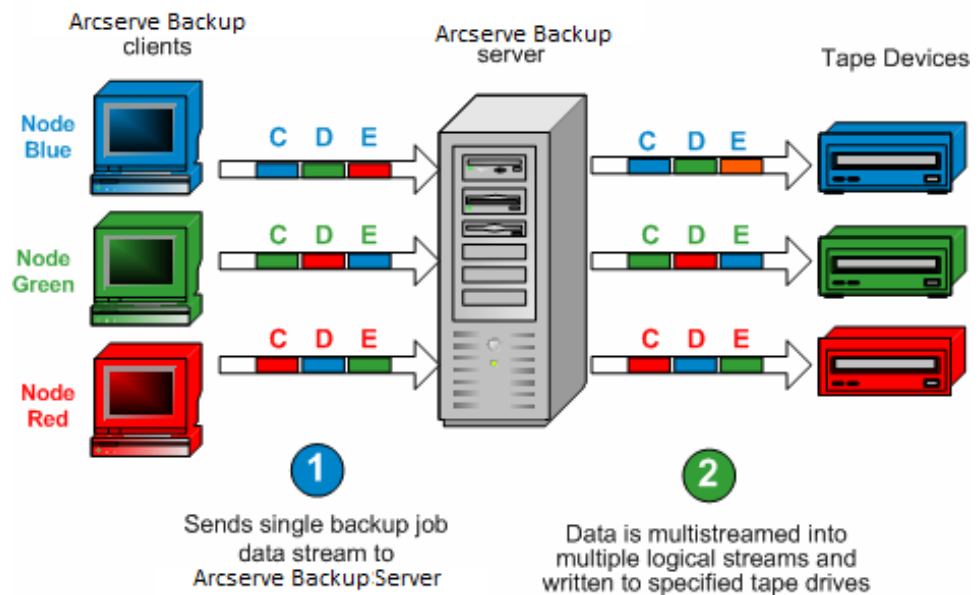 Arcserve Backup
clients
Arcserve Backup
server
Tape Devices
Node
Blue
C D E
C D E
Node
Green
C D E
C D E
Node
Red
C D E
C D E
1
Sends single backup job
data stream to
Arcserve Backup Server
2
Data is multistreamed into
multiple logical streams and
written to specified tape drives